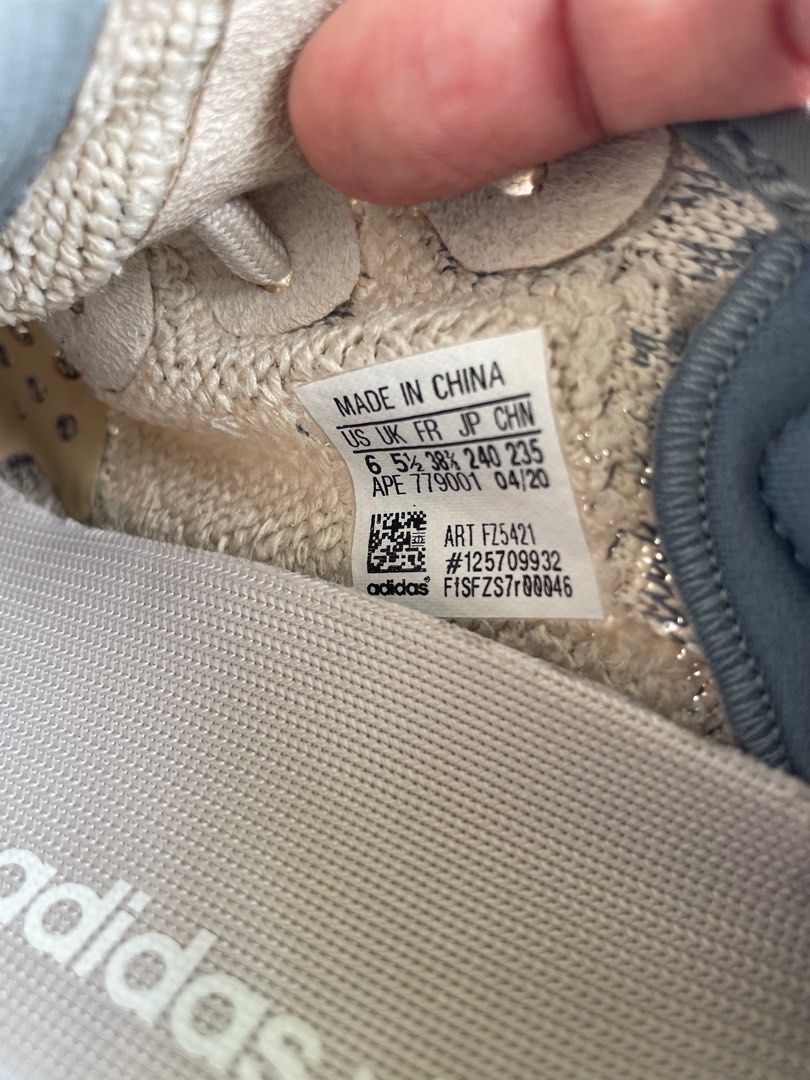 MADE IN CHINA
US UK FR JP CHN
6 5½ 38⅔ 240 235
APE 779001 04/20
ART FZ5421
#125709932
adidas® FfSFZS7r00046
adidas